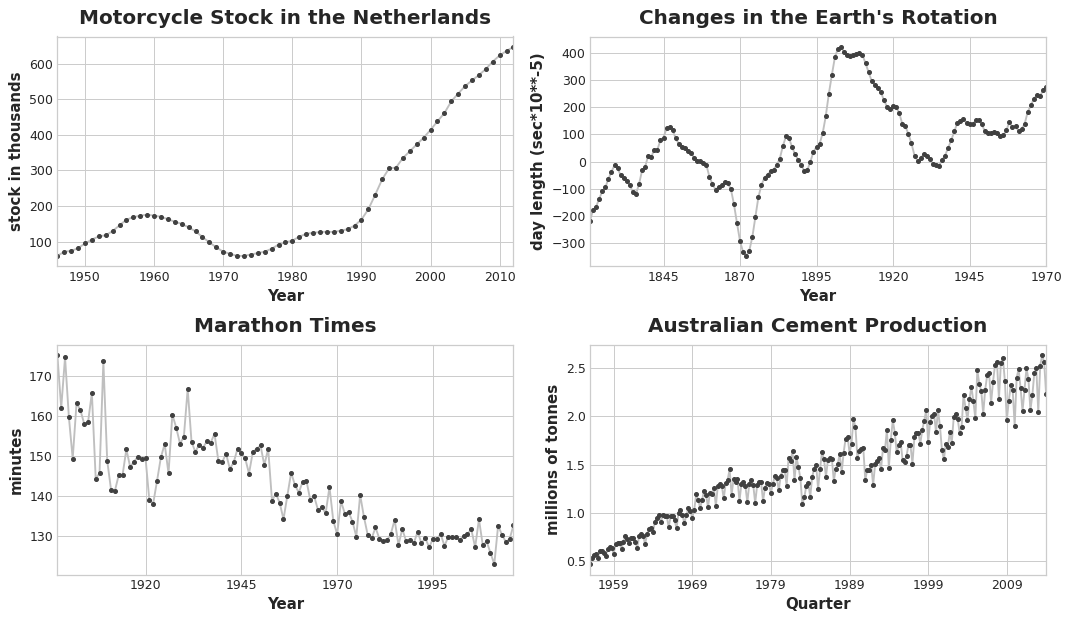 Motorcycle Stock in the Netherlands
stock in thousands
600
500
400
300
200
100
1950 1960 1970 1980 1990 2000 2010
Year
Changes in the Earth's Rotation
day length (sec*10**-5)
400
300
200
100
0
−100
−200
−300
1845 1870 1895 1920 1945 1970
Year
Marathon Times
minutes
170
160
150
140
130
1920 1945 1970 1995
Year
Australian Cement Production
millions of tonnes
2.5
2.0
1.5
1.0
0.5
1959 1969 1979 1989 1999 2009
Quarter